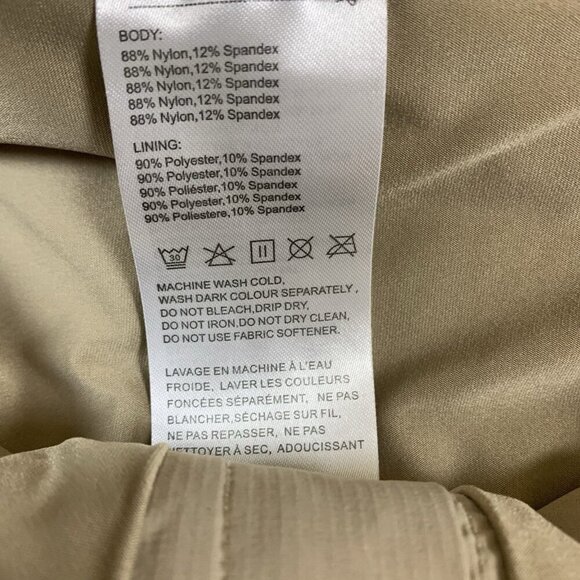 BODY:
88% Nylon,12% Spandex
88% Nylon,12% Spandex
88% Nylon,12% Spandex
88% Nylon,12% Spandex
88% Nylon,12% Spandex
LINING:
90% Polyester,10% Spandex
90% Polyester,10% Spandex
90% Poliéster,10% Spandex
90% Polyester,10% Spandex
90% Poliestere,10% Spandex
30
MACHINE WASH COLD,
WASH DARK COLOUR SEPARATELY,
DO NOT BLEACH,DRIP DRY,
DO NOT IRON,DO NOT DRY CLEAN,
DO NOT USE FABRIC SOFTENER.
LAVAGE EN MACHINE À L'EAU
FROIDE, LAVER LES COULEURS
FONCÉES SÉPARÉMENT, NE PAS
BLANCHER,SÉCHAGE SUR FIL,
NE PAS REPASSER, NE PAS
NETTOYER À SEC, ADOUCISSANT